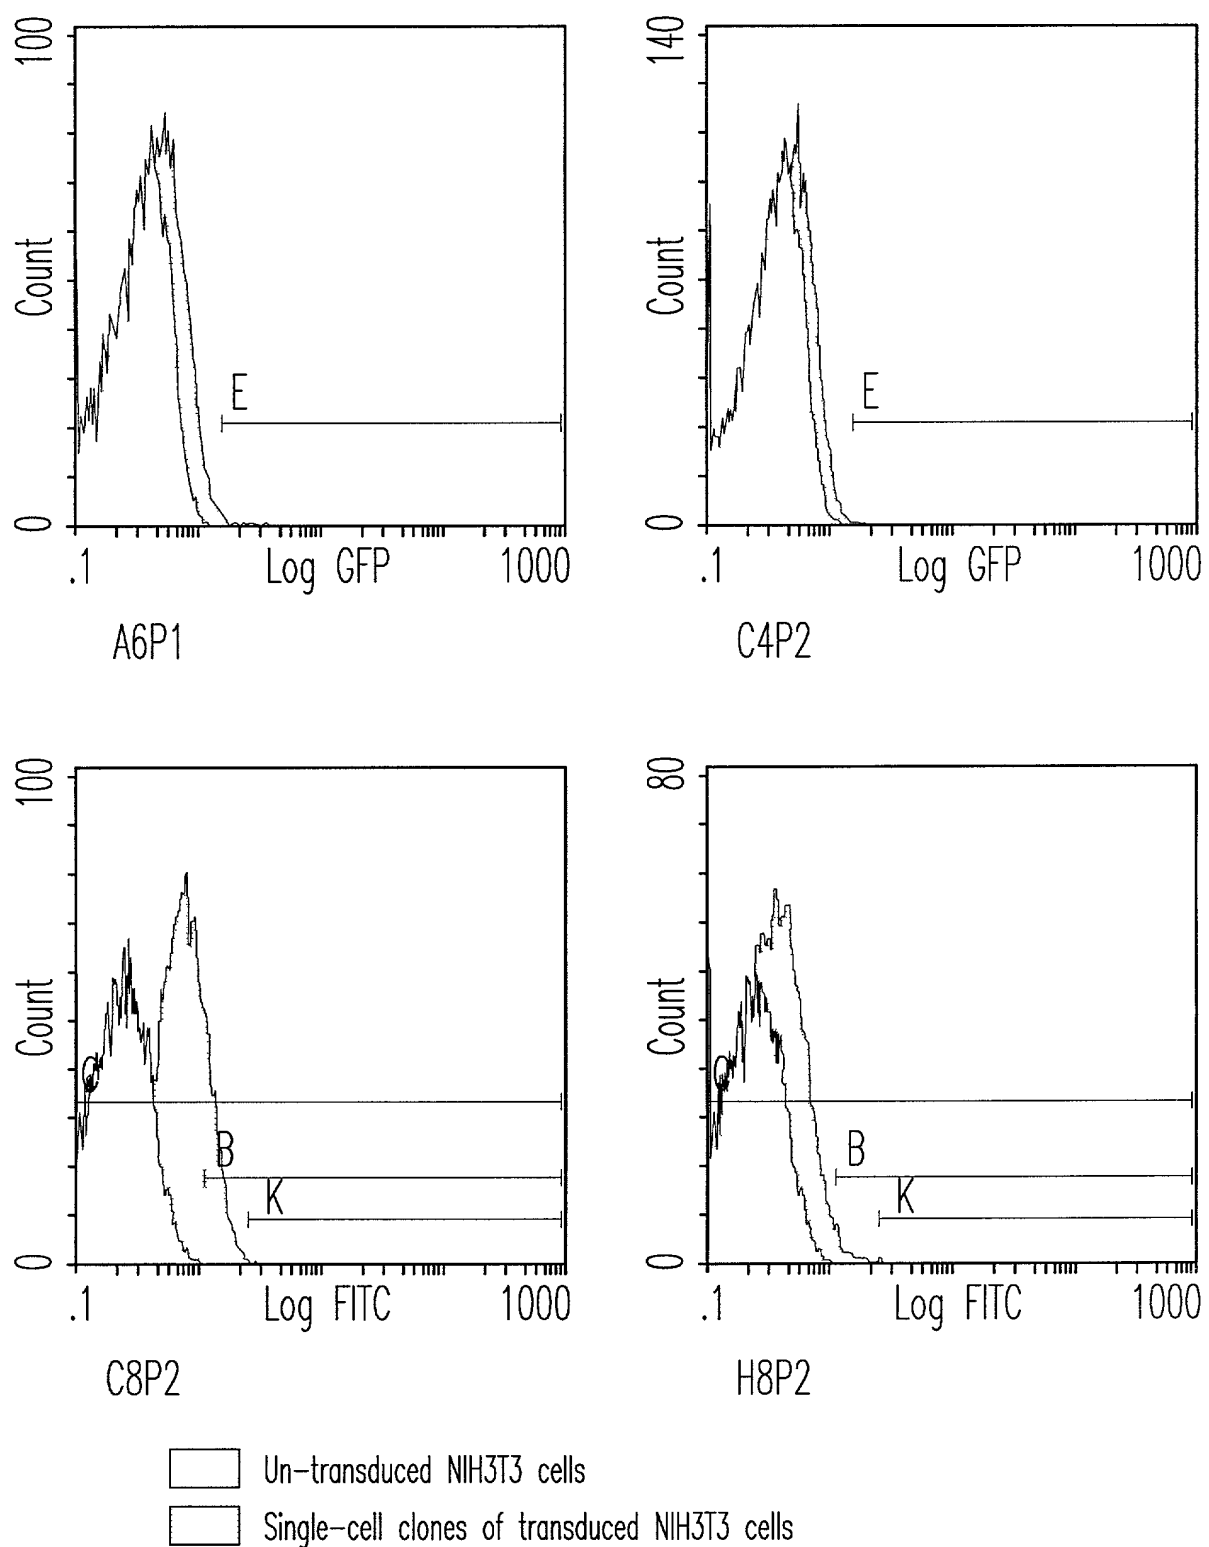 100 140
Count Count
E E
0 0
.1 Log GFP 1000 .1 Log GFP 1000
A6P1 C4P2
100 80
Count Count
C C
B B
K K
0 0
.1 Log FITC 1000 .1 Log FITC 1000
C8P2 H8P2
Un-transduced NIH3T3 cells
Single-cell clones of transduced NIH3T3 cells